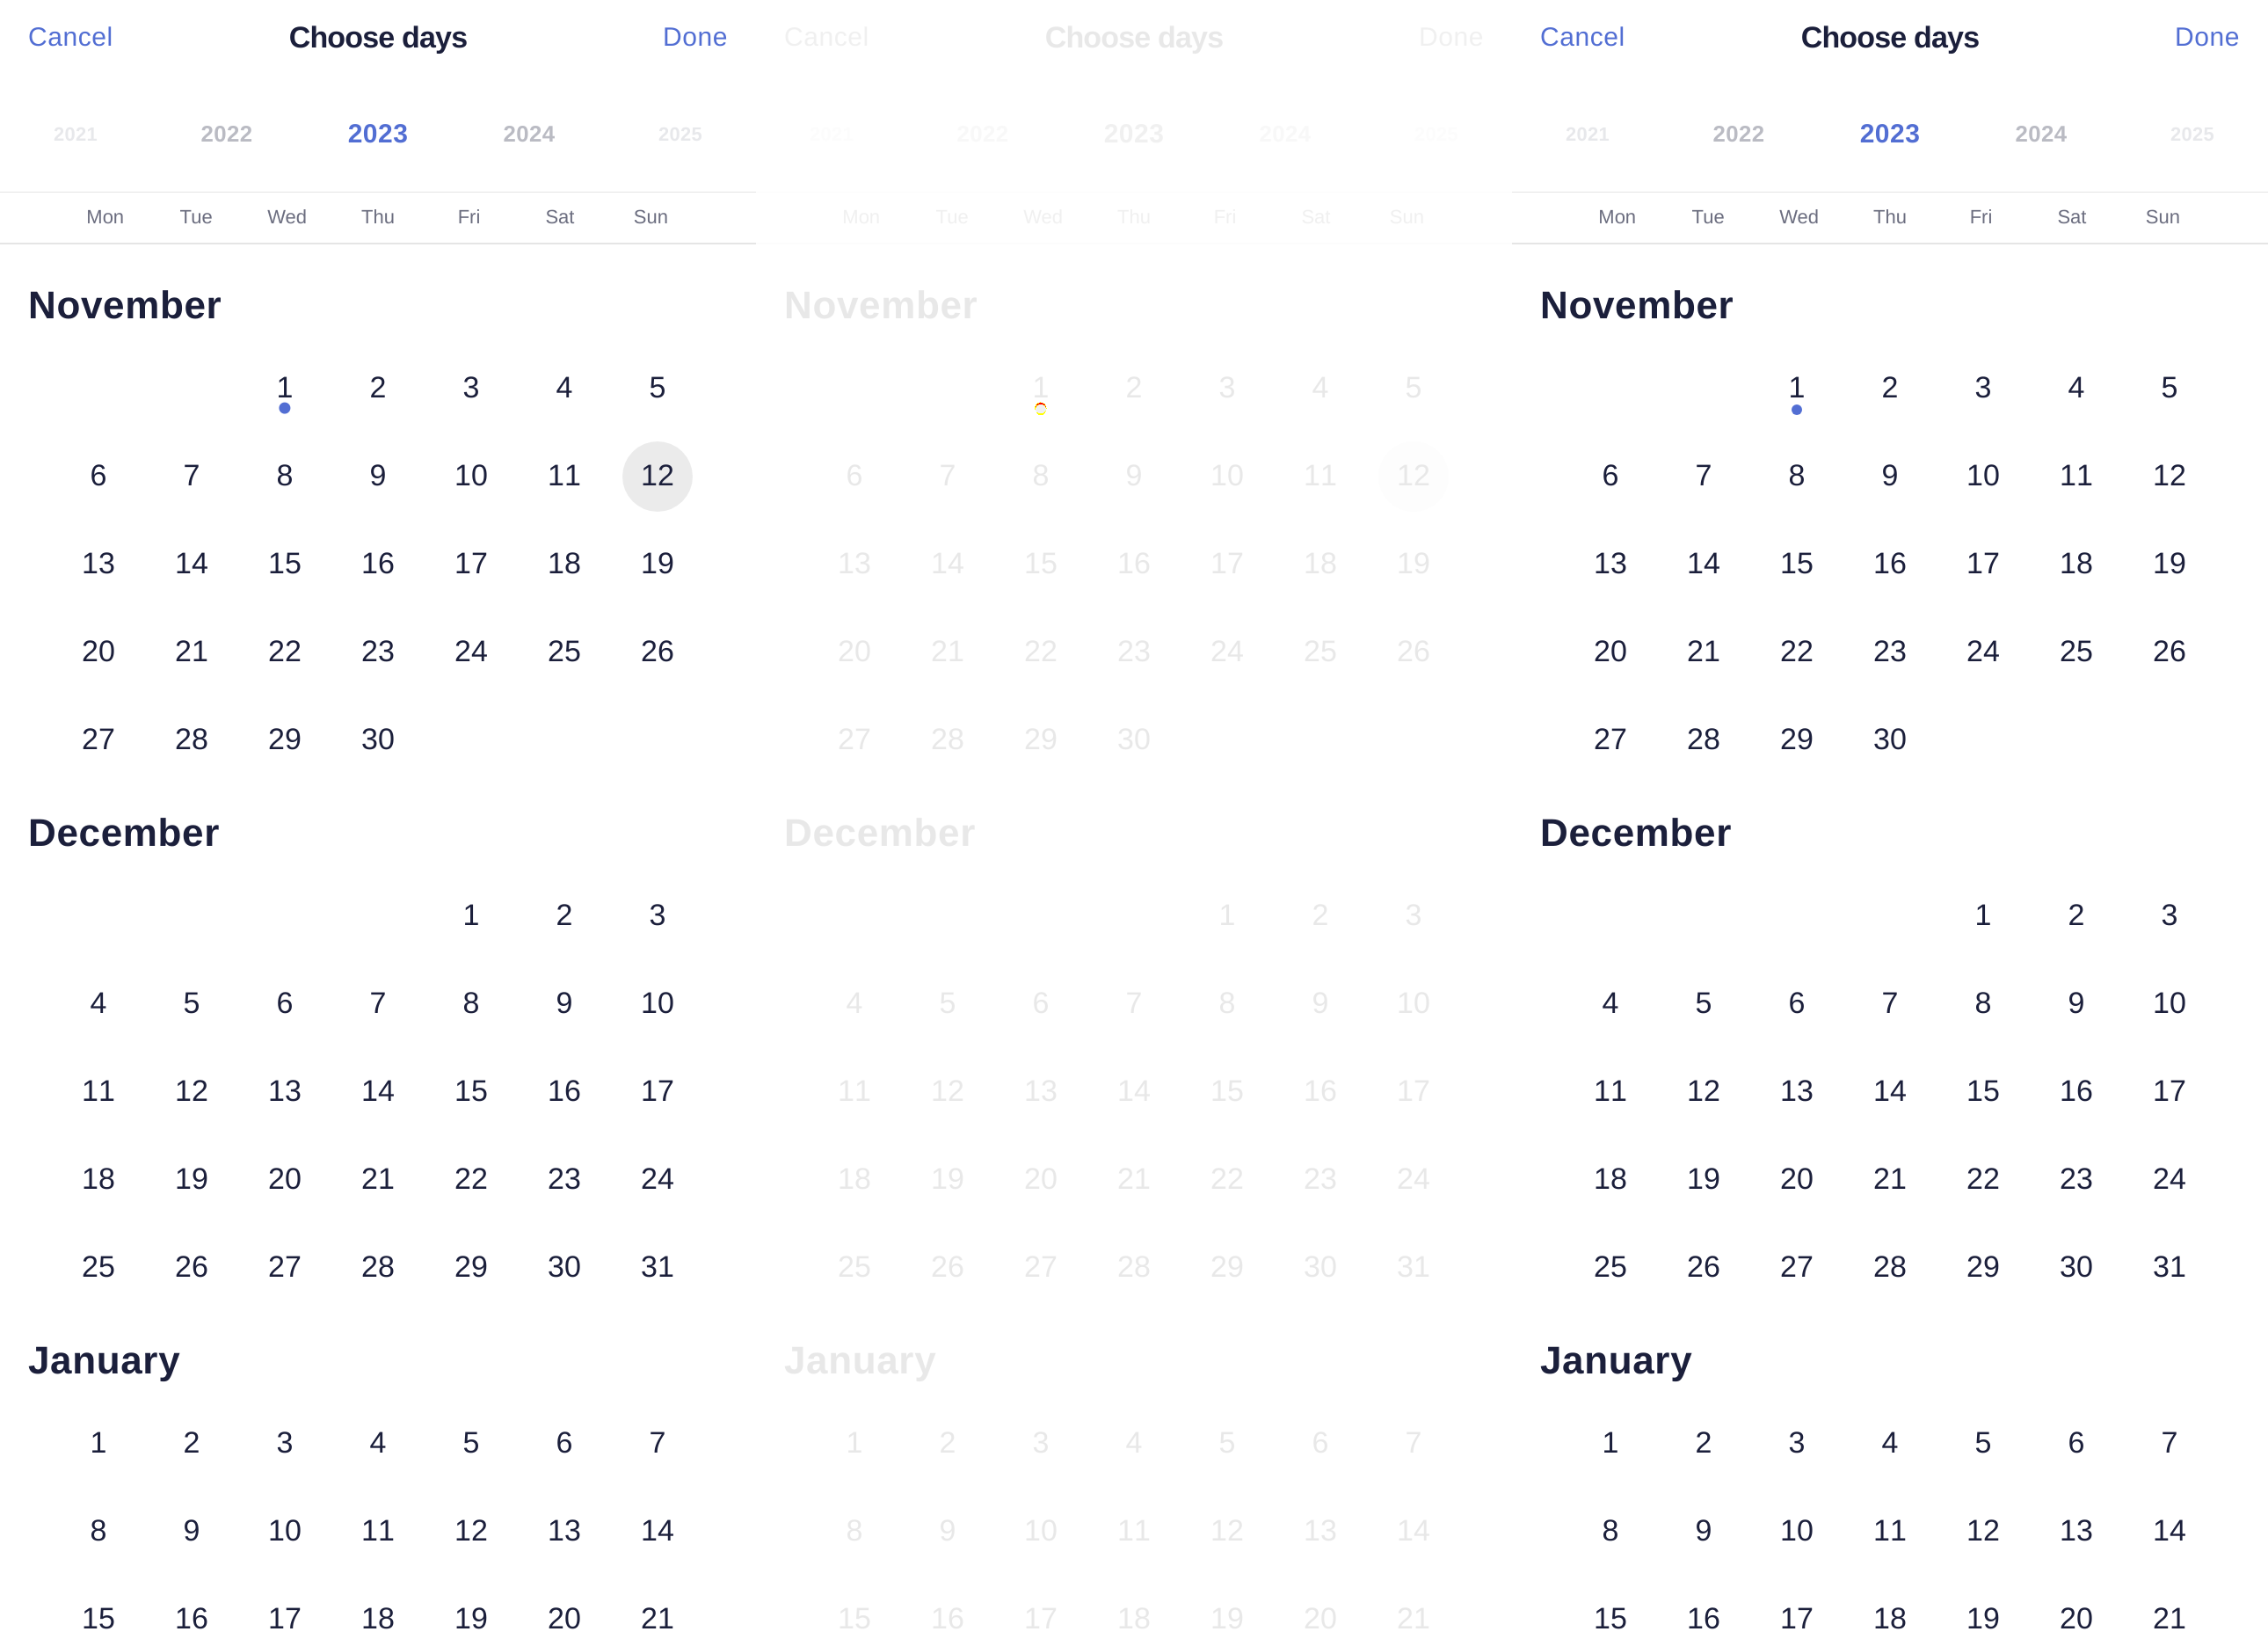 Cancel Choose days Done Cancel Choose days Done Cancel Choose days Done
2021 2022 2023 2024 2025 2022 2023 2024 2021 2022 2023 2024 2025
Mon Tue Wed Thu Fri Sat Sun Mon Tue Wed Thu Fri Sat Sun Mon Tue Wed Thu Fri Sat Sun
November November November
1 2 3 4 5 1 2 3 4 5 1 2 3 4 5
6 7 8 9 10 11 12 6 7 8 9 10 11 12 6 7 8 9 10 11 12
13 14 15 16 17 18 19 13 14 15 16 17 18 19 13 14 15 16 17 18 19
20 21 22 23 24 25 26 20 21 22 23 24 25 26 20 21 22 23 24 25 26
27 28 29 30 27 28 29 30 27 28 29 30
December December December
1 2 3 1 2 3 1 2 3
4 5 6 7 8 9 10 4 5 6 7 8 9 10 4 5 6 7 8 9 10
11 12 13 14 15 16 17 11 12 13 14 15 16 17 11 12 13 14 15 16 17
18 19 20 21 22 23 24 18 19 20 21 22 23 24 18 19 20 21 22 23 24
25 26 27 28 29 30 31 25 26 27 28 29 30 31 25 26 27 28 29 30 31
January January January
1 2 3 4 5 6 7 1 2 3 4 5 6 7 1 2 3 4 5 6 7
8 9 10 11 12 13 14 8 9 10 11 12 13 14 8 9 10 11 12 13 14
15 16 17 18 19 20 21 15 16 17 18 19 20 21 15 16 17 18 19 20 21